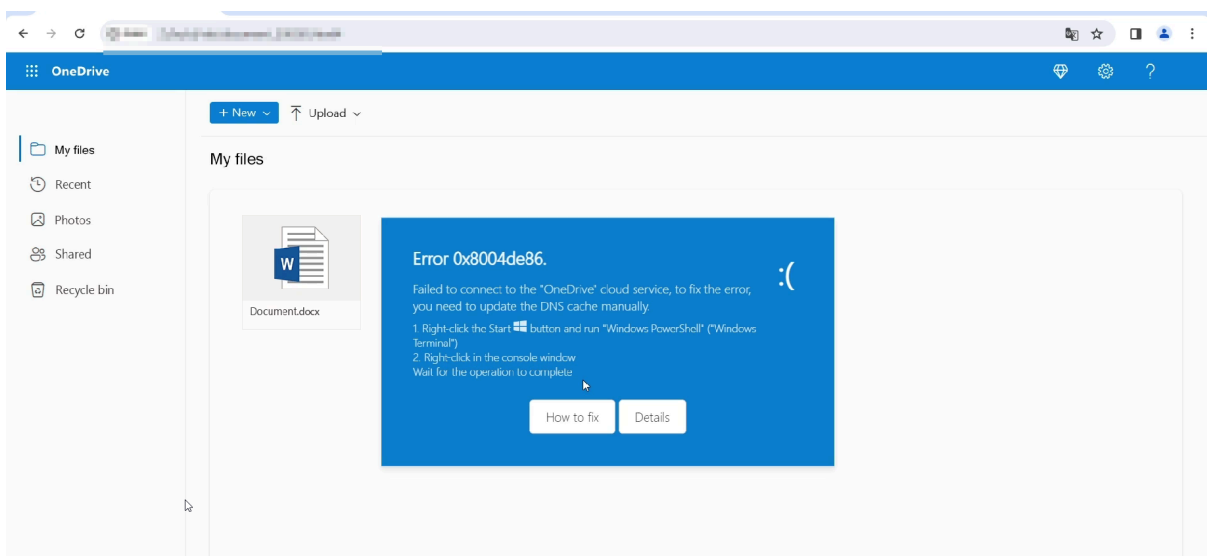 OneDrive
+ New
Upload
My files
My files
Recent
Photos
Shared
Recycle bin
W
Document.docx
Error 0x8004de86.
:(
Failed to connect to the "OneDrive" cloud service, to fix the error,
you need to update the DNS cache manually.
1. Right-click the Start button and run "Windows PowerShell" ("Windows
Terminal")
2. Right-click in the console window
Wait for the operation to complete
How to fix
Details